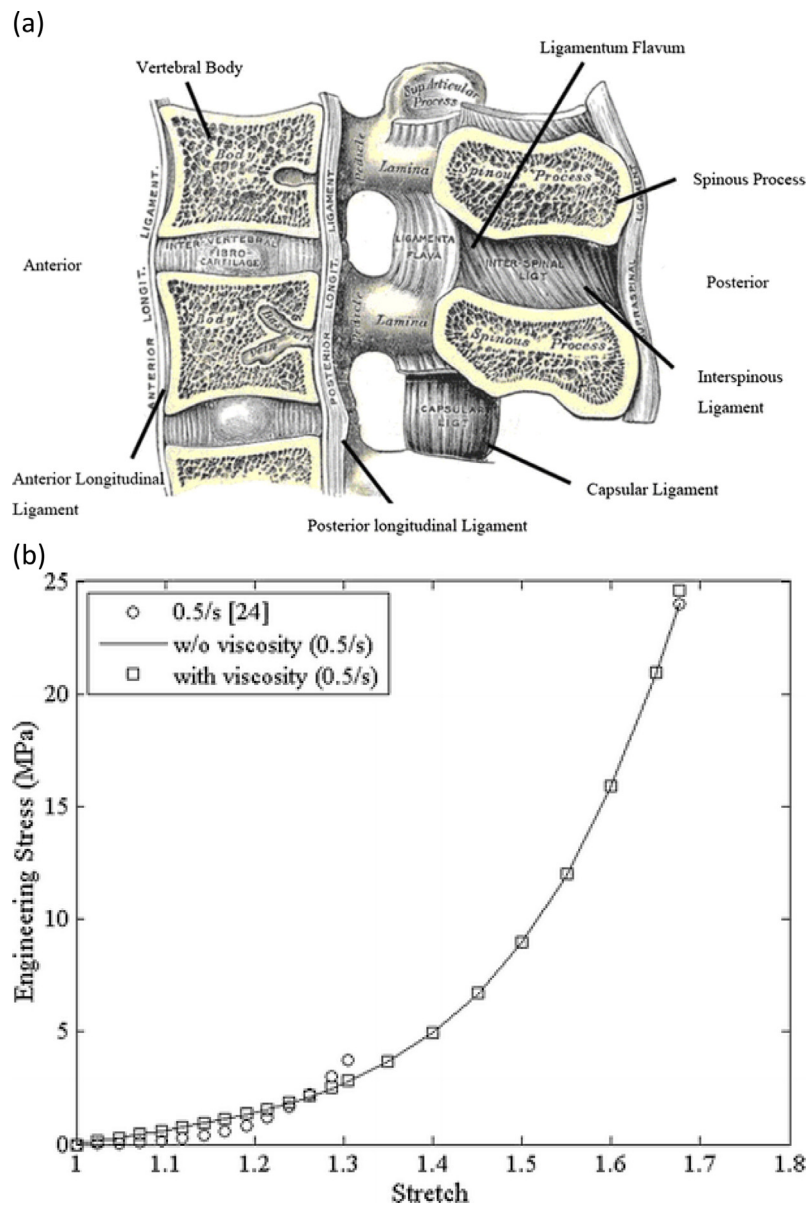 (a)
Ligamentum Flavum
Vertebral Body
Sup Articular
Process
Pedicle
Lamina
Body
Spinous Process
Spinous Process
LIGAMENT.
LIGAMENT
LIGAMENTA
FLAVA
INTER-VERTEBRAL
FIBRO-
CARTILAGE
INTER-SPINAL
LIGT
Anterior
Posterior
ANTERIOR LONGIT.
POSTERIOR LONGIT.
Body
Lamina
Spinous Process
Interspinous
Ligament
CAPSULAR
LIGT
Anterior Longitudinal
Ligament
Capsular Ligament
Posterior longitudinal Ligament
(b)
25
20
15
10
5
0
Engineering Stress (MPa)
0.5/s [24]
w/o viscosity (0.5/s)
with viscosity (0.5/s)
1 1.1 1.2 1.3 1.4 1.5 1.6 1.7 1.8
Stretch